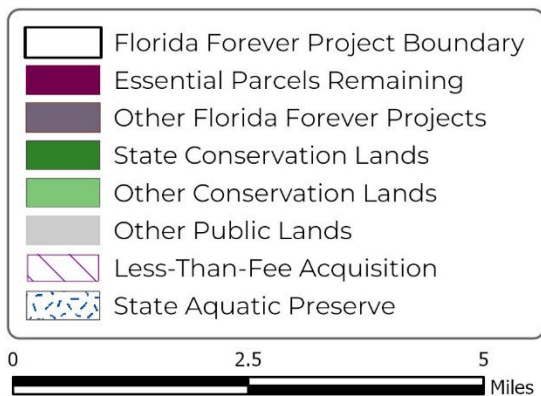 Florida Forever Project Boundary
Essential Parcels Remaining
Other Florida Forever Projects
State Conservation Lands
Other Conservation Lands
Other Public Lands
Less-Than-Fee Acquisition
State Aquatic Preserve
0 2.5 5
Miles